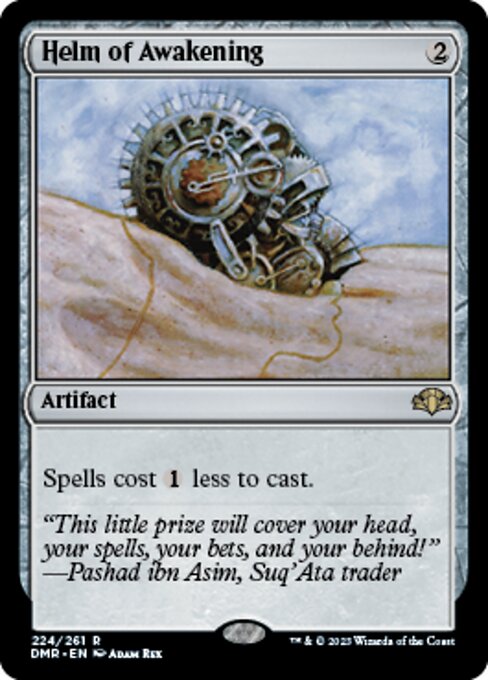 Helm of Awakening 2
Artifact
Spells cost 1 less to cast.
“This little prize will cover your head,
your spells, your bets, and your behind!”
—Pashad ibn Asim, Suq’Ata trader
224/261 R
DMR • EN Adam Rex
™ & © 2023 Wizards of the Coast